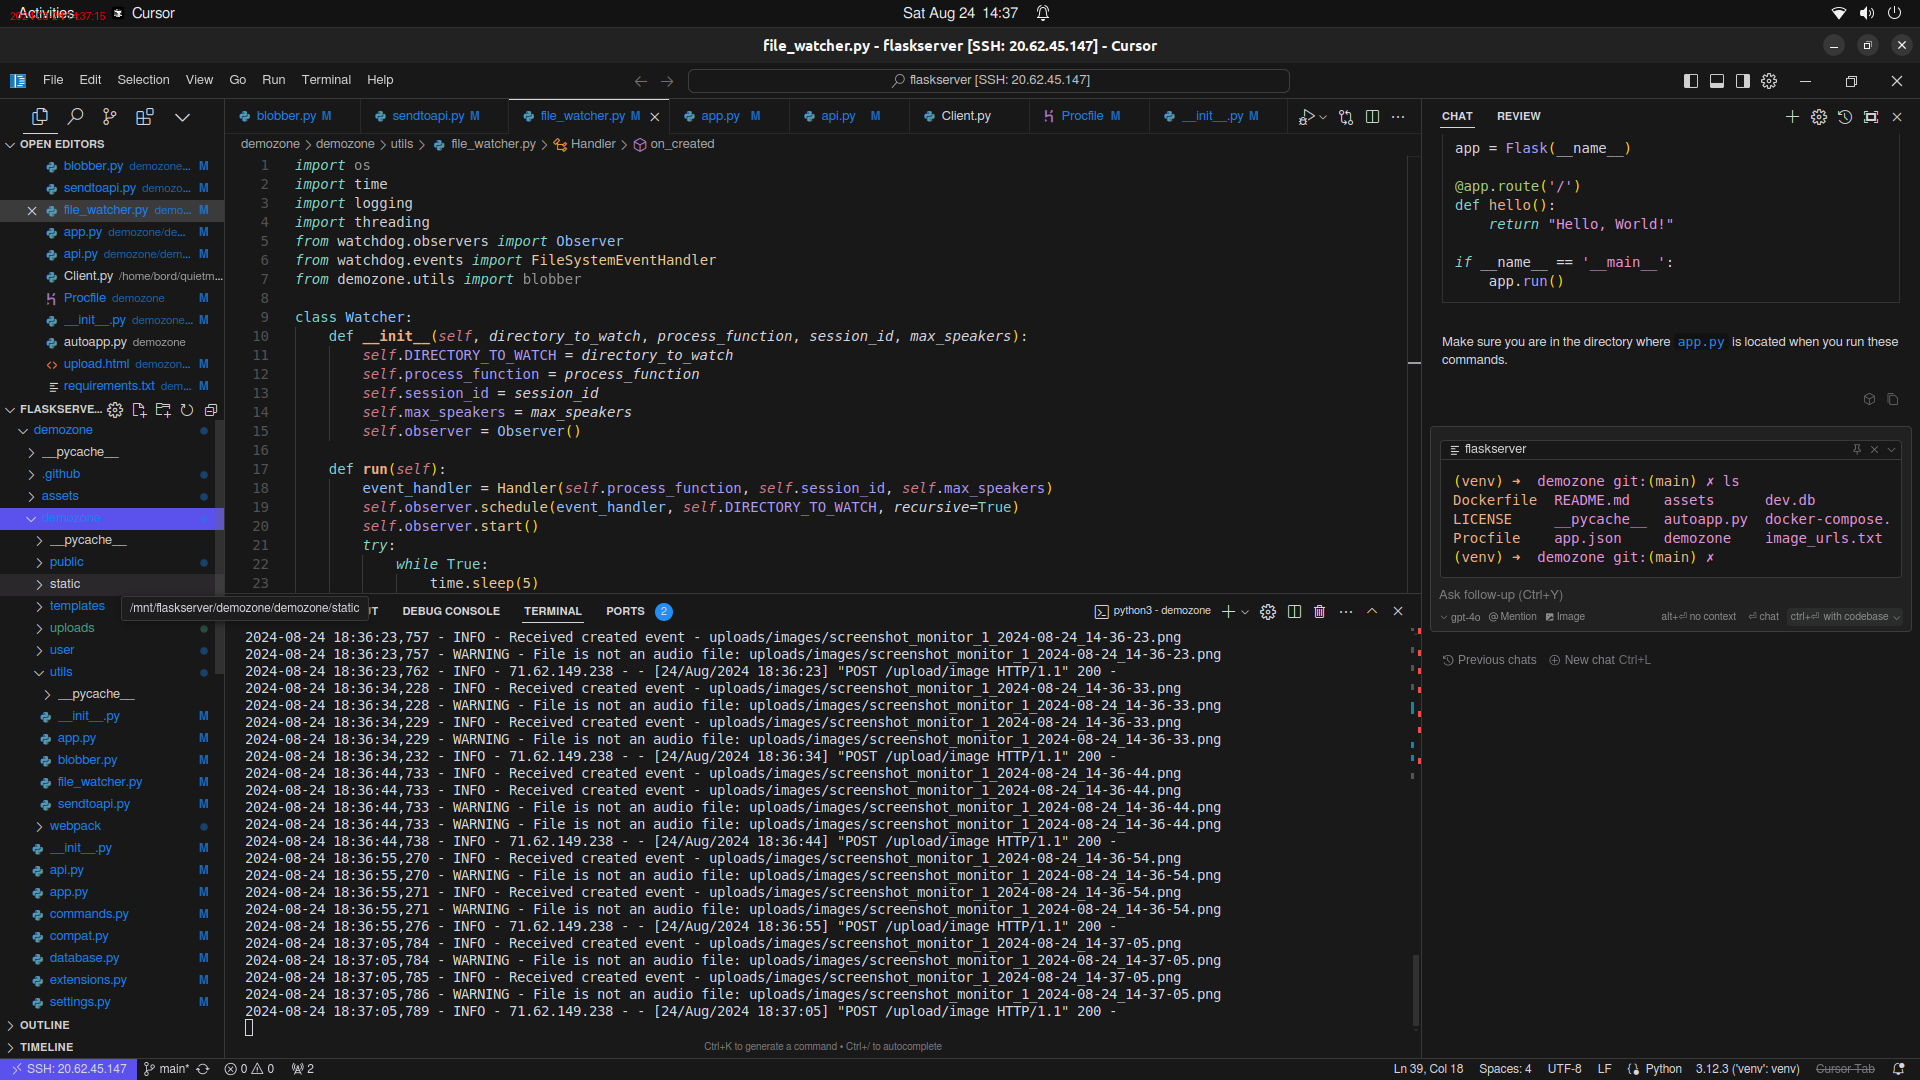 Activities
Cursor
Sat Aug 24 14:37
file_watcher.py - flaskserver [SSH: 20.62.45.147] - Cursor
File Edit Selection View Go Run Terminal Help
flaskserver [SSH: 20.62.45.147]
OPEN EDITORS
blobber.py demozone... M
sendtoapi.py demozo... M
file_watcher.py demo... M
app.py demozone/de... M
api.py demozone/dem... M
Client.py /home/bord/quietm...
Procfile demozone M
__init__.py demozone... M
autoapp.py demozone
upload.html demozon... M
requirements.txt dem... M
FLASKSERVE...
demozone
__pycache__
.github
assets
demozone
__pycache__
public
static
templates
uploads
user
utils
__pycache__
__init__.py M
app.py M
blobber.py M
file_watcher.py M
sendtoapi.py M
webpack
__init__.py M
api.py M
app.py M
commands.py M
compat.py M
database.py M
extensions.py M
settings.py M
OUTLINE
TIMELINE
/mnt/flaskserver/demozone/demozone/static
blobber.py M sendtoapi.py M file_watcher.py M app.py M api.py M Client.py Procfile M __init__.py M
demozone > demozone > utils > file_watcher.py > Handler > on_created
1 import os
2 import time
3 import logging
4 import threading
5 from watchdog.observers import Observer
6 from watchdog.events import FileSystemEventHandler
7 from demozone.utils import blobber
8
9 class Watcher:
10 def __init__(self, directory_to_watch, process_function, session_id, max_speakers):
11 self.DIRECTORY_TO_WATCH = directory_to_watch
12 self.process_function = process_function
13 self.session_id = session_id
14 self.max_speakers = max_speakers
15 self.observer = Observer()
16
17 def run(self):
18 event_handler = Handler(self.process_function, self.session_id, self.max_speakers)
19 self.observer.schedule(event_handler, self.DIRECTORY_TO_WATCH, recursive=True)
20 self.observer.start()
21 try:
22 while True:
23 time.sleep(5)
UT DEBUG CONSOLE TERMINAL PORTS 2
python3 - demozone
2024-08-24 18:36:23,757 - INFO - Received created event - uploads/images/screenshot_monitor_1_2024-08-24_14-36-23.png
2024-08-24 18:36:23,757 - WARNING - File is not an audio file: uploads/images/screenshot_monitor_1_2024-08-24_14-36-23.png
2024-08-24 18:36:23,762 - INFO - 71.62.149.238 - - [24/Aug/2024 18:36:23] "POST /upload/image HTTP/1.1" 200 -
2024-08-24 18:36:34,228 - INFO - Received created event - uploads/images/screenshot_monitor_1_2024-08-24_14-36-33.png
2024-08-24 18:36:34,228 - WARNING - File is not an audio file: uploads/images/screenshot_monitor_1_2024-08-24_14-36-33.png
2024-08-24 18:36:34,229 - INFO - Received created event - uploads/images/screenshot_monitor_1_2024-08-24_14-36-33.png
2024-08-24 18:36:34,229 - WARNING - File is not an audio file: uploads/images/screenshot_monitor_1_2024-08-24_14-36-33.png
2024-08-24 18:36:34,232 - INFO - 71.62.149.238 - - [24/Aug/2024 18:36:34] "POST /upload/image HTTP/1.1" 200 -
2024-08-24 18:36:44,733 - INFO - Received created event - uploads/images/screenshot_monitor_1_2024-08-24_14-36-44.png
2024-08-24 18:36:44,733 - INFO - Received created event - uploads/images/screenshot_monitor_1_2024-08-24_14-36-44.png
2024-08-24 18:36:44,733 - WARNING - File is not an audio file: uploads/images/screenshot_monitor_1_2024-08-24_14-36-44.png
2024-08-24 18:36:44,733 - WARNING - File is not an audio file: uploads/images/screenshot_monitor_1_2024-08-24_14-36-44.png
2024-08-24 18:36:44,738 - INFO - 71.62.149.238 - - [24/Aug/2024 18:36:44] "POST /upload/image HTTP/1.1" 200 -
2024-08-24 18:36:55,270 - INFO - Received created event - uploads/images/screenshot_monitor_1_2024-08-24_14-36-54.png
2024-08-24 18:36:55,270 - WARNING - File is not an audio file: uploads/images/screenshot_monitor_1_2024-08-24_14-36-54.png
2024-08-24 18:36:55,271 - INFO - Received created event - uploads/images/screenshot_monitor_1_2024-08-24_14-36-54.png
2024-08-24 18:36:55,271 - WARNING - File is not an audio file: uploads/images/screenshot_monitor_1_2024-08-24_14-36-54.png
2024-08-24 18:36:55,276 - INFO - 71.62.149.238 - - [24/Aug/2024 18:36:55] "POST /upload/image HTTP/1.1" 200 -
2024-08-24 18:37:05,784 - INFO - Received created event - uploads/images/screenshot_monitor_1_2024-08-24_14-37-05.png
2024-08-24 18:37:05,784 - WARNING - File is not an audio file: uploads/images/screenshot_monitor_1_2024-08-24_14-37-05.png
2024-08-24 18:37:05,785 - INFO - Received created event - uploads/images/screenshot_monitor_1_2024-08-24_14-37-05.png
2024-08-24 18:37:05,786 - WARNING - File is not an audio file: uploads/images/screenshot_monitor_1_2024-08-24_14-37-05.png
2024-08-24 18:37:05,789 - INFO - 71.62.149.238 - - [24/Aug/2024 18:37:05] "POST /upload/image HTTP/1.1" 200 -
Ctrl+K to generate a command • Ctrl+/ to autocomplete
CHAT REVIEW
app = Flask(__name__)
@app.route('/')
def hello():
return "Hello, World!"
if __name__ == '__main__':
app.run()
Make sure you are in the directory where app.py is located when you run these
commands.
flaskserver
(venv) ➜ demozone git:(main) ✗ ls
Dockerfile README.md assets dev.db
LICENSE __pycache__ autoapp.py docker-compose.
Procfile app.json demozone image_urls.txt
(venv) ➜ demozone git:(main) ✗
Ask follow-up (Ctrl+Y)
gpt-4o @ Mention Image alt+⏎ no context ⏎ chat ctrl+⏎ with codebase
Previous chats New chat Ctrl+L
SSH: 20.62.45.147 main* 0 0 2
Ln 39, Col 18 Spaces: 4 UTF-8 LF Python 3.12.3 ('venv': venv) Cursor Tab